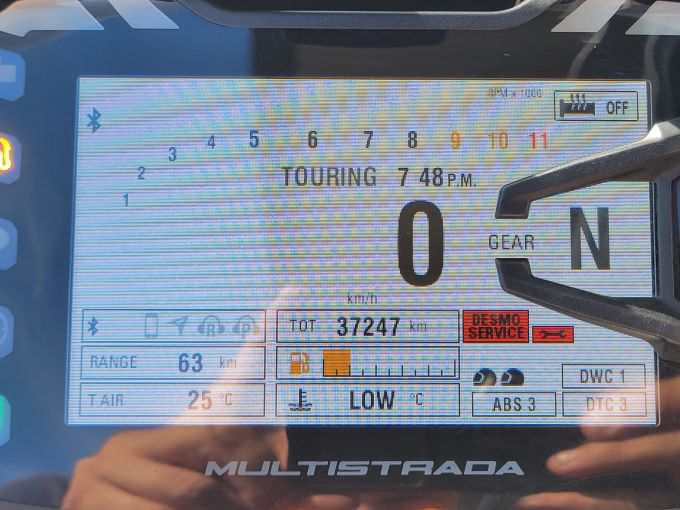 RPM x 1000
OFF
1 2 3 4 5 6 7 8 9 10 11
TOURING 7 48 P.M.
0 GEAR N
km/h
R P TOT 37247 km DESMO
SERVICE
RANGE 63 km
DWC 1
T AIR 25 °C LOW °C ABS 3 DTC 3
MULTISTRADA